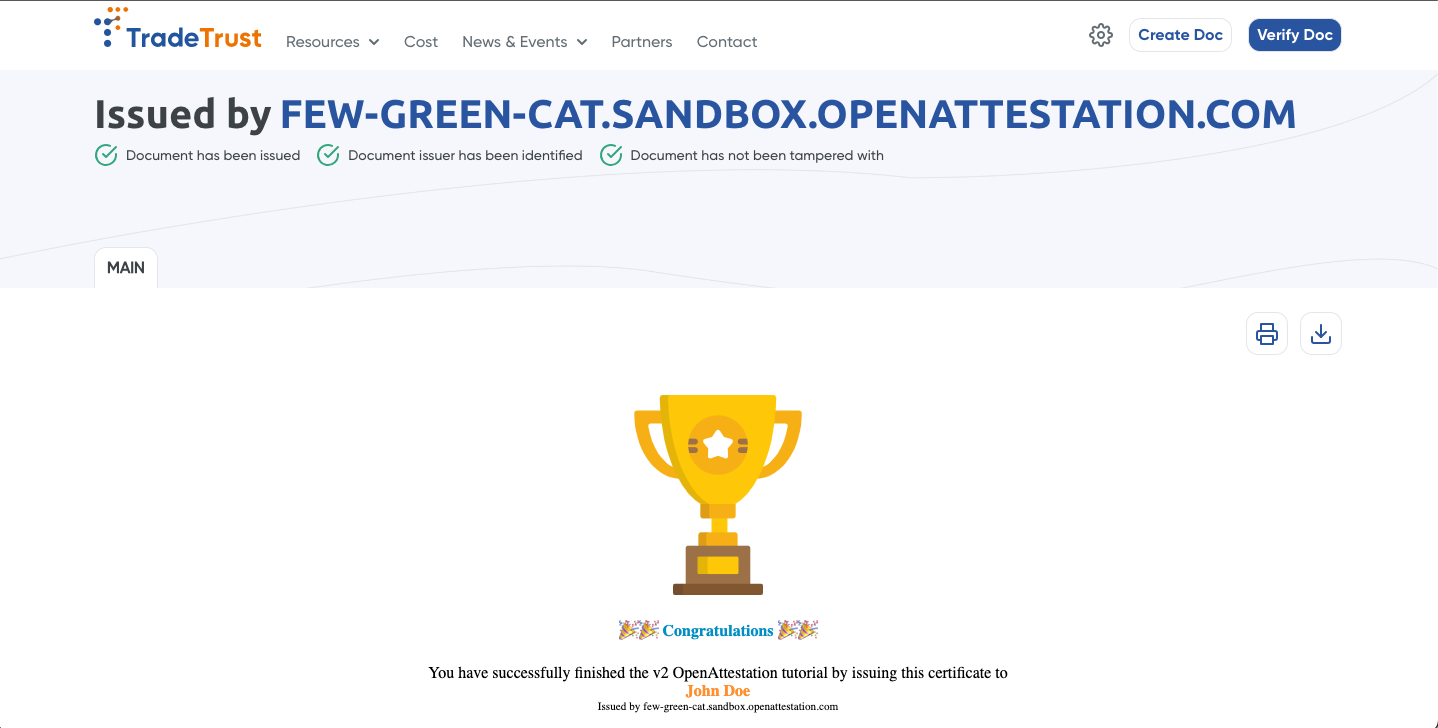 TradeTrust Resources Cost News & Events Partners Contact Create Doc Verify Doc
Issued by FEW-GREEN-CAT.SANDBOX.OPENATTESTATION.COM
Document has been issued Document issuer has been identified Document has not been tampered with
MAIN
🎉🎉 Congratulations 🎉🎉
You have successfully finished the v2 OpenAttestation tutorial by issuing this certificate to
John Doe
Issued by few-green-cat.sandbox.openattestation.com